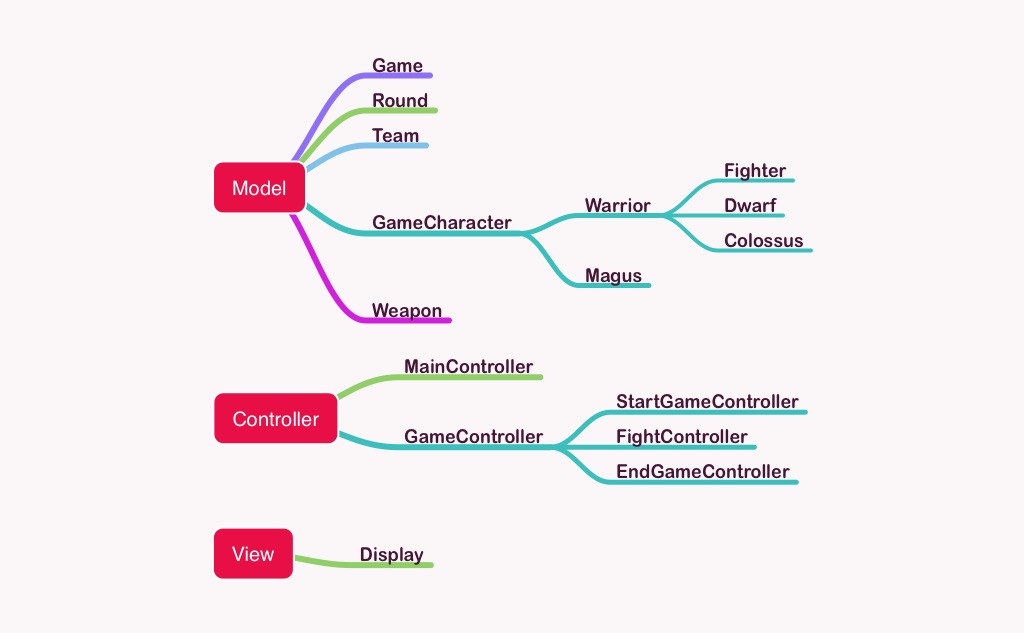 Game
Round
Team
Model
GameCharacter
Warrior
Fighter
Dwarf
Colossus
Magus
Weapon
Controller
MainController
GameController
StartGameController
FightController
EndGameController
View
Display